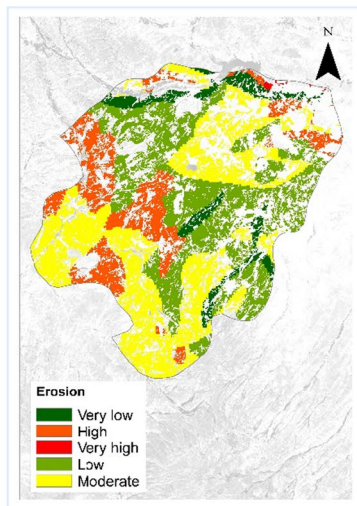 N
Erosion
Very low
High
Very high
Low
Moderate